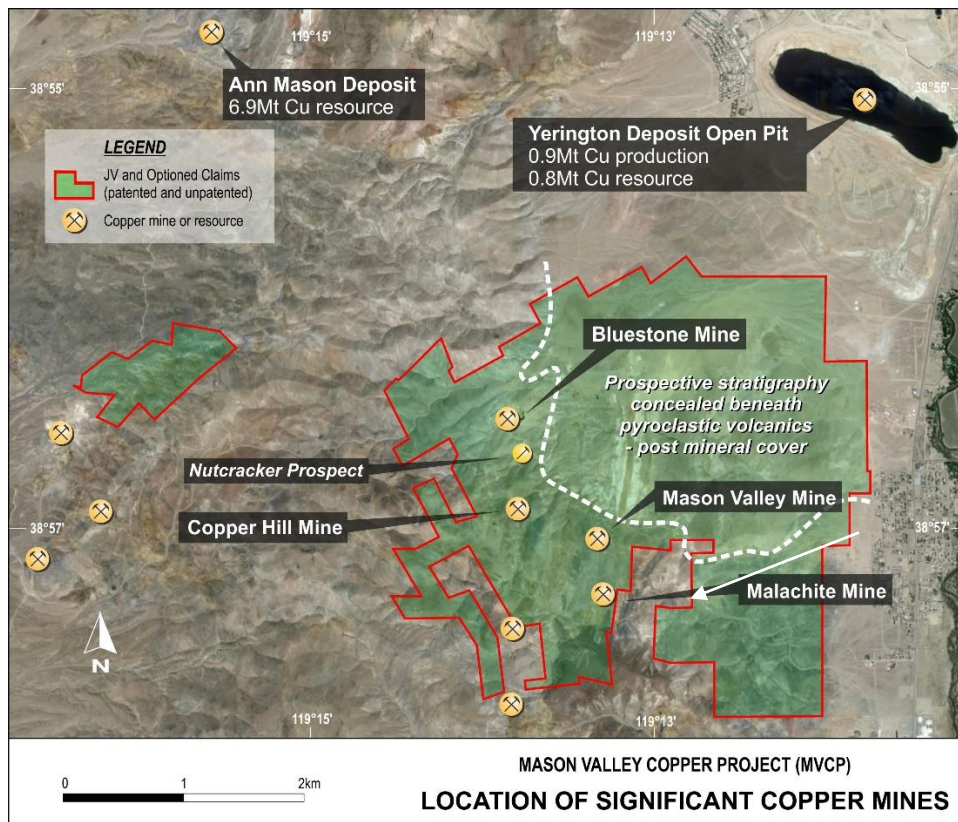 119°15'
119°13'
38°55'
38°55'
Ann Mason Deposit
6.9Mt Cu resource
Yerington Deposit Open Pit
0.9Mt Cu production
0.8Mt Cu resource
LEGEND
JV and Optioned Claims
(patented and unpatented)
Copper mine or resource
Bluestone Mine
Prospective stratigraphy
concealed beneath
pyroclastic volcanics
- post mineral cover
Nutcracker Prospect
Mason Valley Mine
Copper Hill Mine
38°57'
38°57'
Malachite Mine
N
119°15'
119°13'
0 1 2km
MASON VALLEY COPPER PROJECT (MVCP)
LOCATION OF SIGNIFICANT COPPER MINES